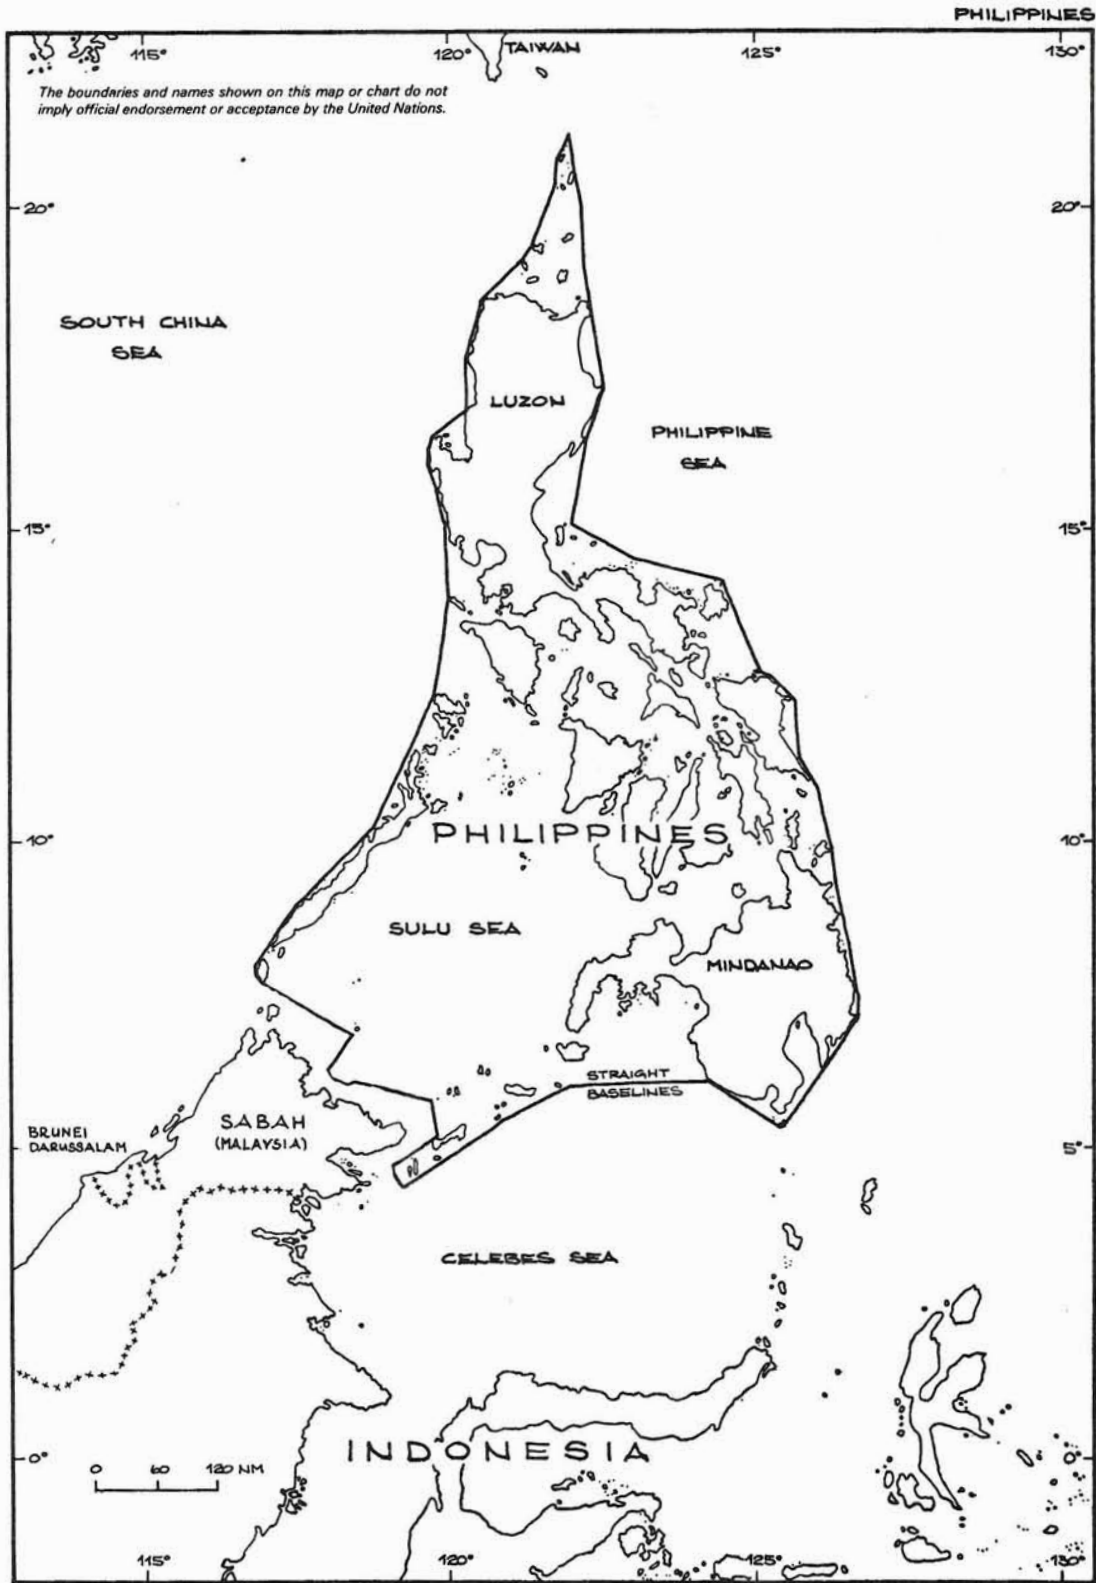 PHILIPPINES
115°
120°
TAIWAN
125°
130°
The boundaries and names shown on this map or chart do not
imply official endorsement or acceptance by the United Nations.
20°
20°
SOUTH CHINA
SEA
LUZON
PHILIPPINE
SEA
15°
15°
PHILIPPINES
10°
10°
SULU SEA
MINDANAO
STRAIGHT
BASELINES
SABAH
(MALAYSIA)
BRUNEI
DARUSSALAM
5°
CELEBES SEA
INDONESIA
0°
0°
0 60 120 NM
115°
120°
125°
130°